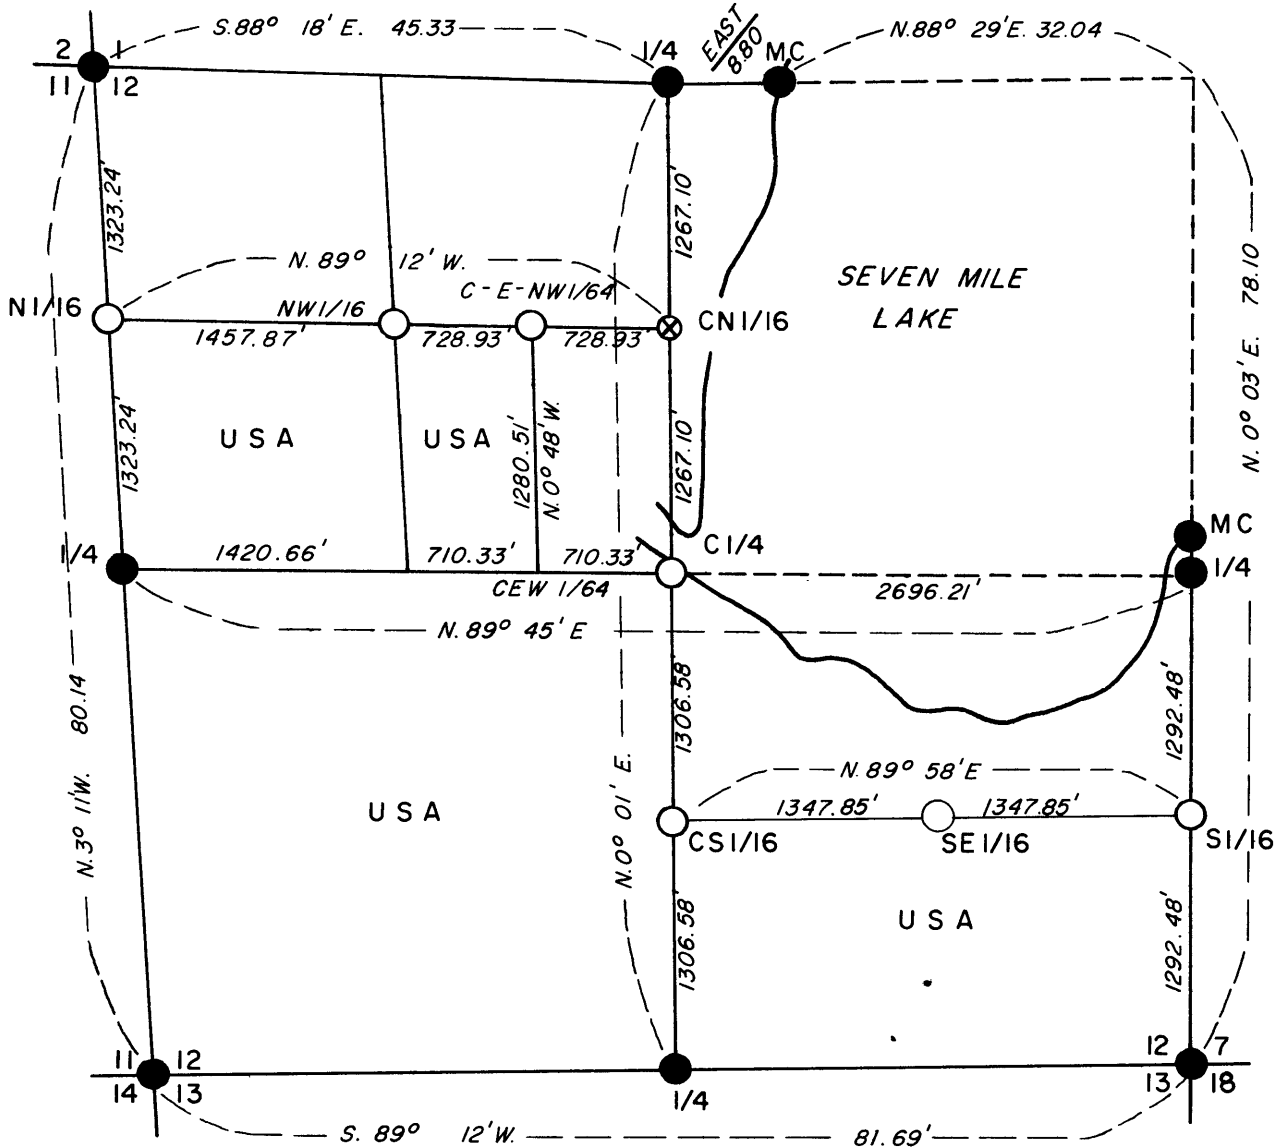 S.88° 18' E. 45.33
EAST
8.80
N.88° 29'E. 32.04
2 1
11 12
1/4
MC
1323.24'
1267.10'
N. 89° 12' W.
C-E-NW1/64
SEVEN MILE
LAKE
78.10
N1/16
NW1/16
CN1/16
1457.87'
728.93'
728.93'
N. 0° 03' E.
1323.24'
USA
USA
1280.51'
N.0° 48' W.
1267.10'
MC
1/4
1420.66'
710.33'
710.33'
C1/4
1/4
CEW 1/64
2696.21'
N.89° 45' E
80.14
1306.58'
1292.48'
N.3° 11'W.
N.0° 01' E.
N.89° 58'E
USA
1347.85'
1347.85'
CS1/16
SE1/16
S1/16
USA
1306.58'
1292.48'
11 12
14 13
1/4
12 7
13 18
S. 89° 12'W. 81.69'